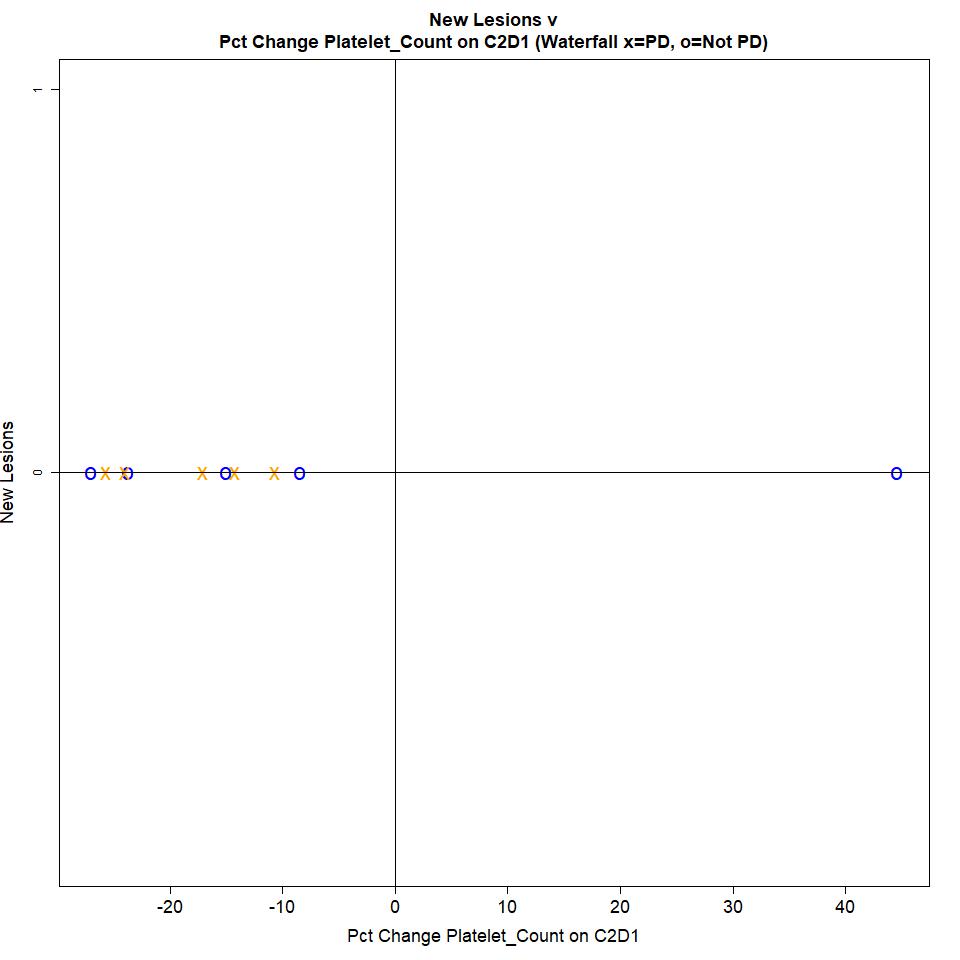 New Lesions v
Pct Change Platelet_Count on C2D1 (Waterfall x=PD, o=Not PD)
1
0
New Lesions
o x x o x o x x o o
-20 -10 0 10 20 30 40
Pct Change Platelet_Count on C2D1